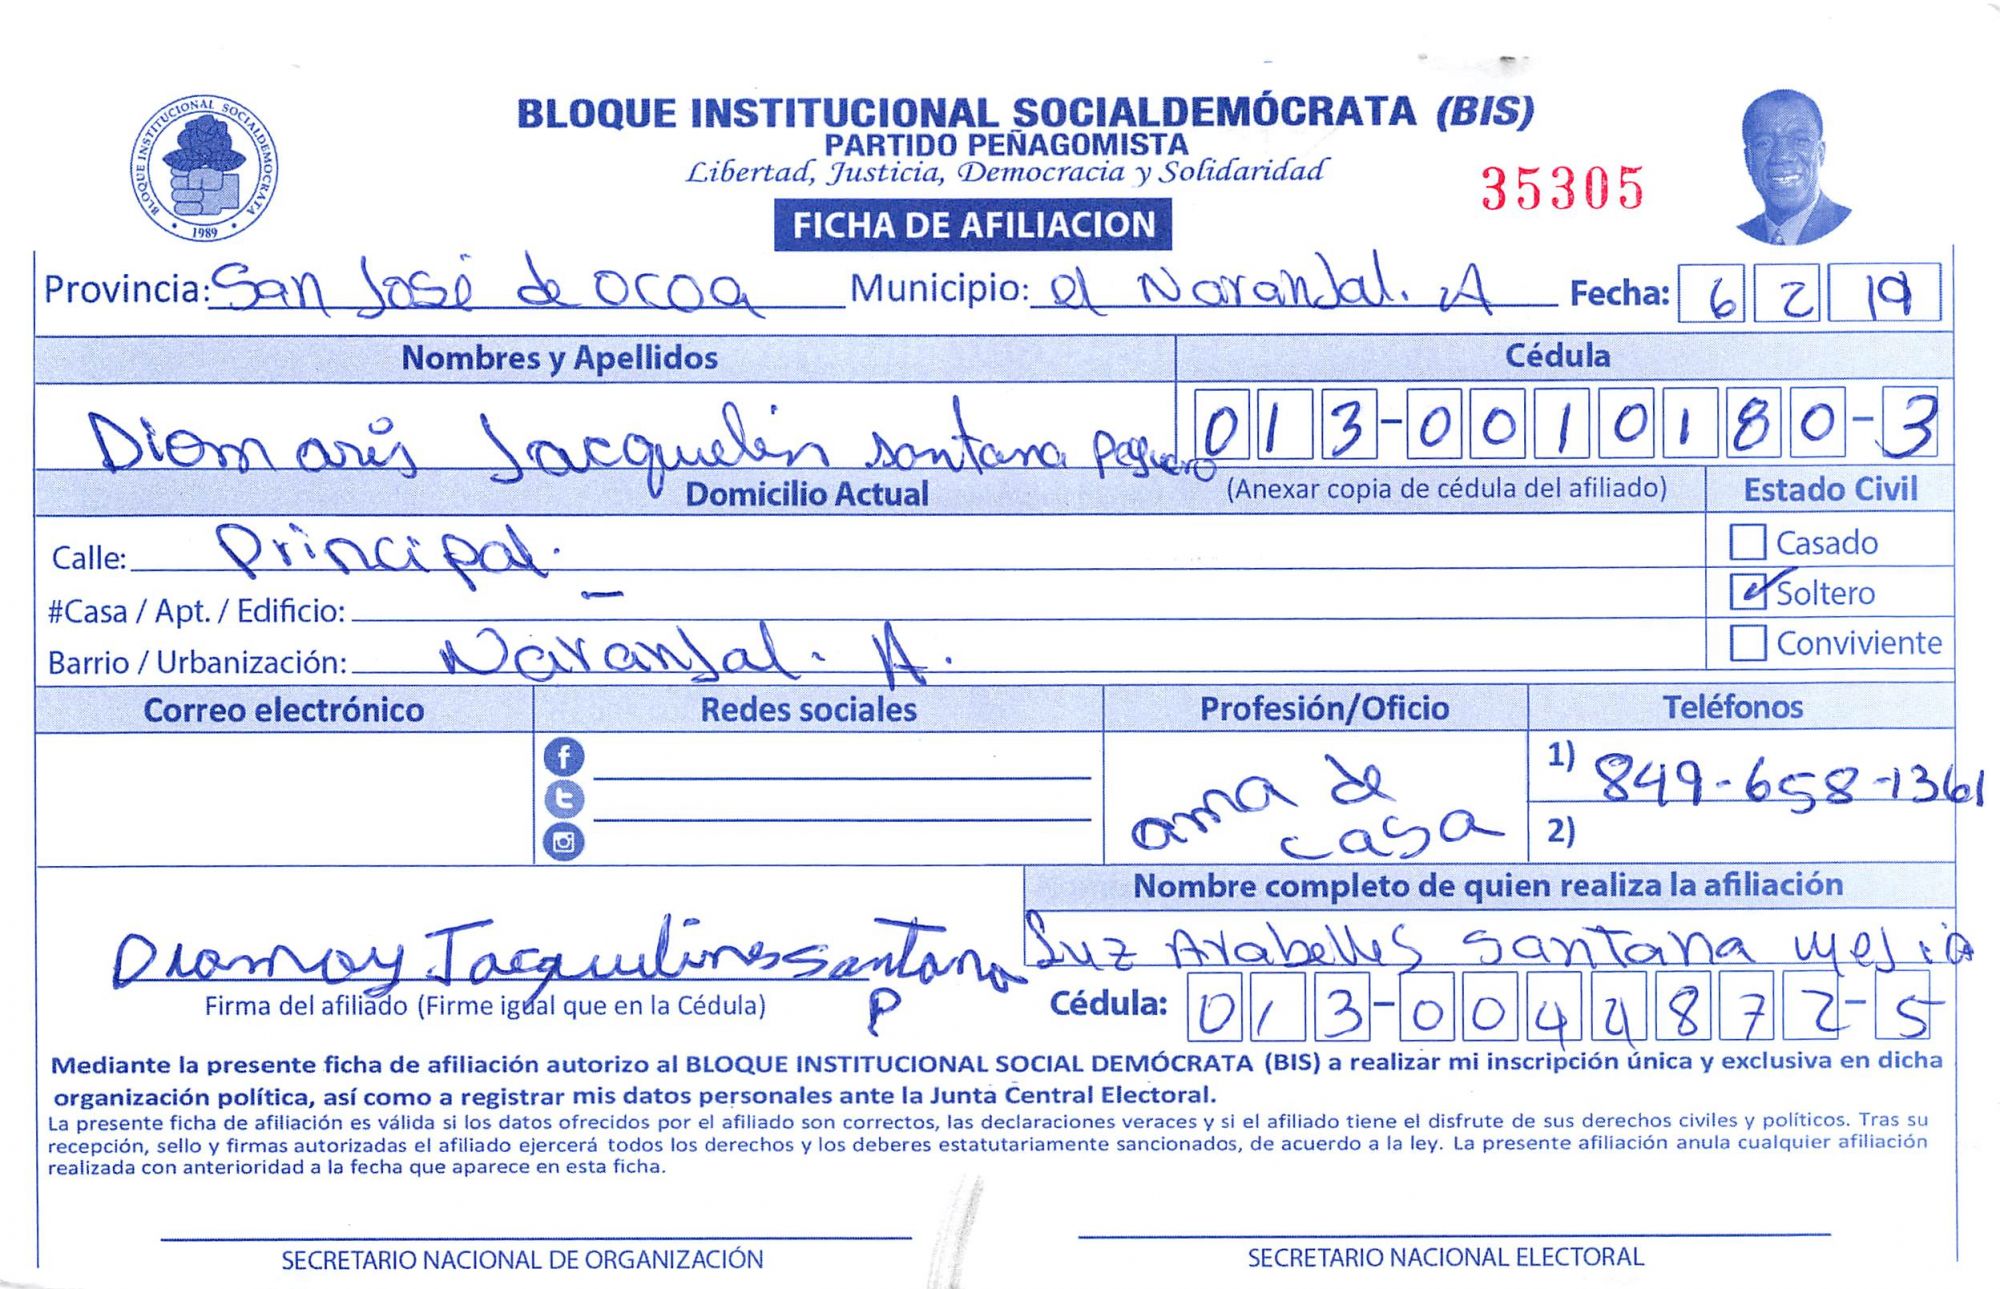 BLOQUE INSTITUCIONAL SOCIALDEMOCRATA
1989
BLOQUE INSTITUCIONAL SOCIALDEMÓCRATA (BIS)
PARTIDO PEÑAGOMISTA
Libertad, Justicia, Democracia y Solidaridad
35305
FICHA DE AFILIACION
Provincia: San José de Ocoa Municipio: el Naranjal. A Fecha: 6 2 19
Nombres y Apellidos Cédula
Diomaris Jacquelin santana Peguero 013-0010180-3
Domicilio Actual (Anexar copia de cédula del afiliado) Estado Civil
Calle: Principal. Casado
#Casa / Apt. / Edificio: — Soltero
Barrio / Urbanización: Naranjal. A. Conviviente
Correo electrónico Redes sociales Profesión/Oficio Teléfonos
ama de casa
1) 849-658-1361
2)
Nombre completo de quien realiza la afiliación
Jacquelines santana P
Luz Arabelles Santana Mejia
Firma del afiliado (Firme igual que en la Cédula) Cédula: 013-0044872-5
Mediante la presente ficha de afiliación autorizo al BLOQUE INSTITUCIONAL SOCIAL DEMÓCRATA (BIS) a realizar mi inscripción única y exclusiva en dicha
organización política, así como a registrar mis datos personales ante la Junta Central Electoral.
La presente ficha de afiliación es válida si los datos ofrecidos por el afiliado son correctos, las declaraciones veraces y si el afiliado tiene el disfrute de sus derechos civiles y políticos. Tras su
recepción, sello y firmas autorizadas el afiliado ejercerá todos los derechos y los deberes estatutariamente sancionados, de acuerdo a la ley. La presente afiliación anula cualquier afiliación
realizada con anterioridad a la fecha que aparece en esta ficha.
SECRETARIO NACIONAL DE ORGANIZACIÓN SECRETARIO NACIONAL ELECTORAL